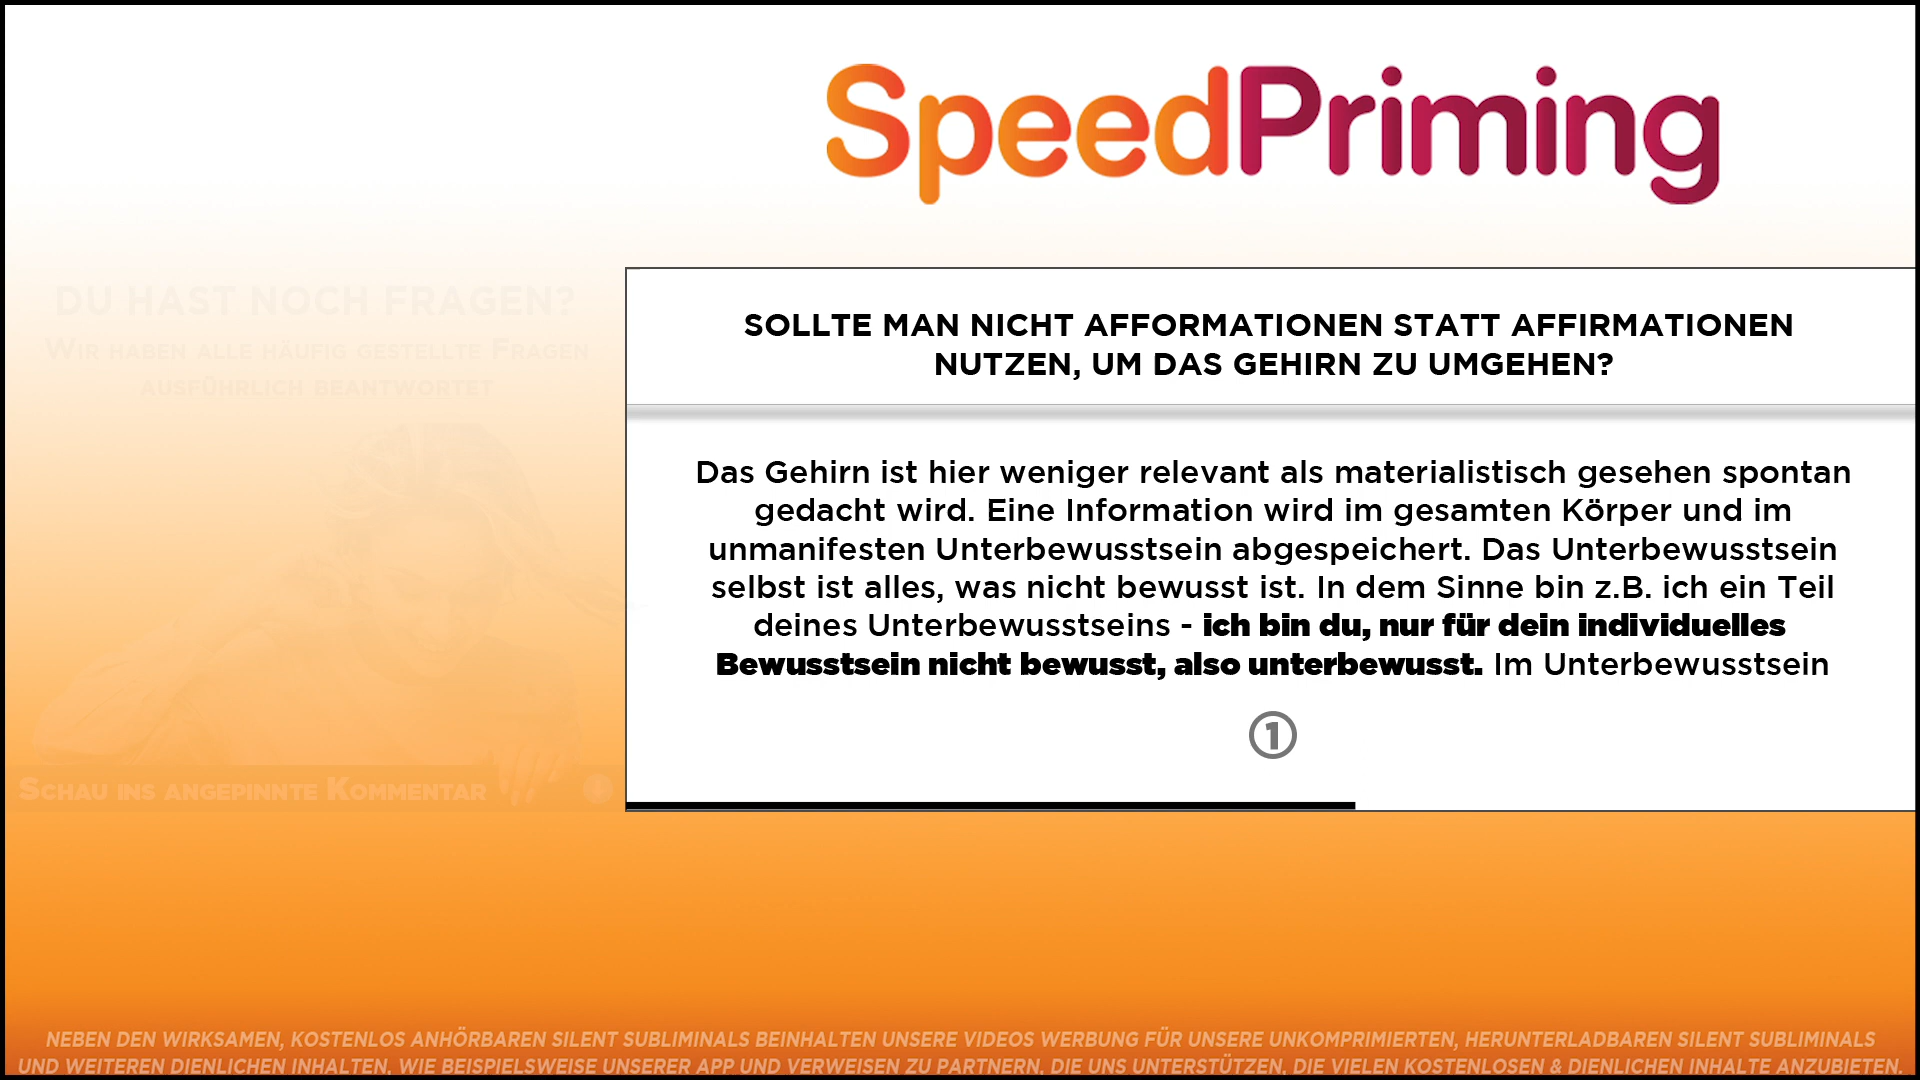 SpeedPriming
DU HAST NOCH FRAGEN?
WIR HABEN ALLE HÄUFIG GESTELLTE FRAGEN
AUSFÜHRLICH BEANTWORTET
SCHAU INS ANGEPINNTE KOMMENTAR
SOLLTE MAN NICHT AFFORMATIONEN STATT AFFIRMATIONEN
NUTZEN, UM DAS GEHIRN ZU UMGEHEN?
Das Gehirn ist hier weniger relevant als materialistisch gesehen spontan
gedacht wird. Eine Information wird im gesamten Körper und im
unmanifesten Unterbewusstsein abgespeichert. Das Unterbewusstsein
selbst ist alles, was nicht bewusst ist. In dem Sinne bin z.B. ich ein Teil
deines Unterbewusstseins - ich bin du, nur für dein individuelles
Bewusstsein nicht bewusst, also unterbewusst. Im Unterbewusstsein
1
NEBEN DEN WIRKSAMEN, KOSTENLOS ANHÖRBAREN SILENT SUBLIMINALS BEINHALTEN UNSERE VIDEOS WERBUNG FÜR UNSERE UNKOMPRIMIERTEN, HERUNTERLADBAREN SILENT SUBLIMINALS
UND WEITEREN DIENLICHEN INHALTEN, WIE BEISPIELSWEISE UNSERER APP UND VERWEISEN ZU PARTNERN, DIE UNS UNTERSTÜTZEN, DIE VIELEN KOSTENLOSEN & DIENLICHEN INHALTE ANZUBIETEN.